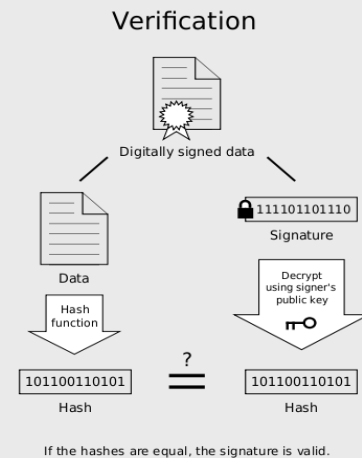 Verification
Digitally signed data
111101101110
Signature
Data
Decrypt
using signer's
public key
Hash
function
?
101100110101
101100110101
Hash
Hash
If the hashes are equal, the signature is valid.